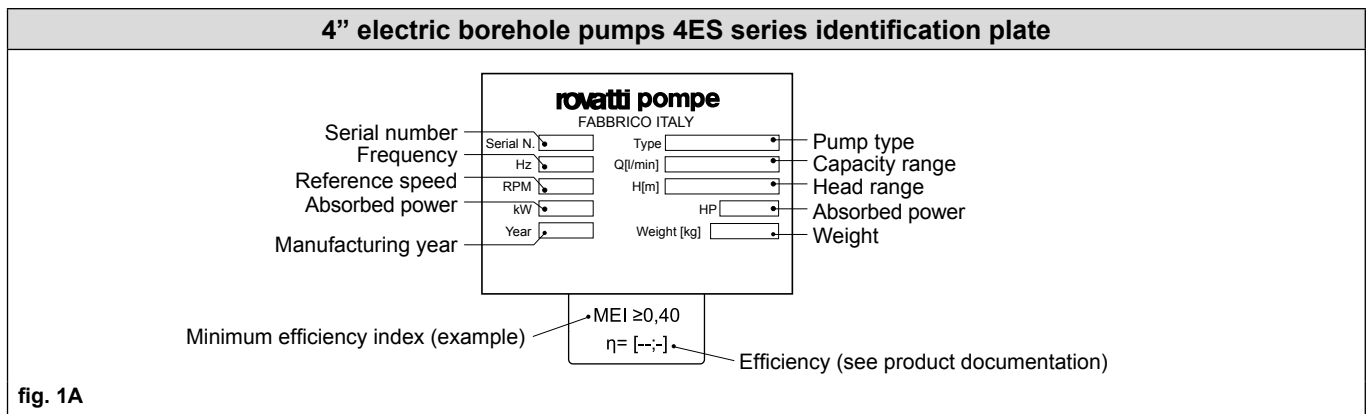 4” electric borehole pumps 4ES series identification plate
rovatti pompe
FABBRICO ITALY
Serial number
Serial N.
Type
Pump type
Frequency
Hz
Q[l/min]
Capacity range
Reference speed
RPM
H[m]
Head range
Absorbed power
kW
HP
Absorbed power
Manufacturing year
Year
Weight [kg]
Weight
Minimum efficiency index (example)
MEI ≥0,40
η= [--;-]
Efficiency (see product documentation)
fig. 1A